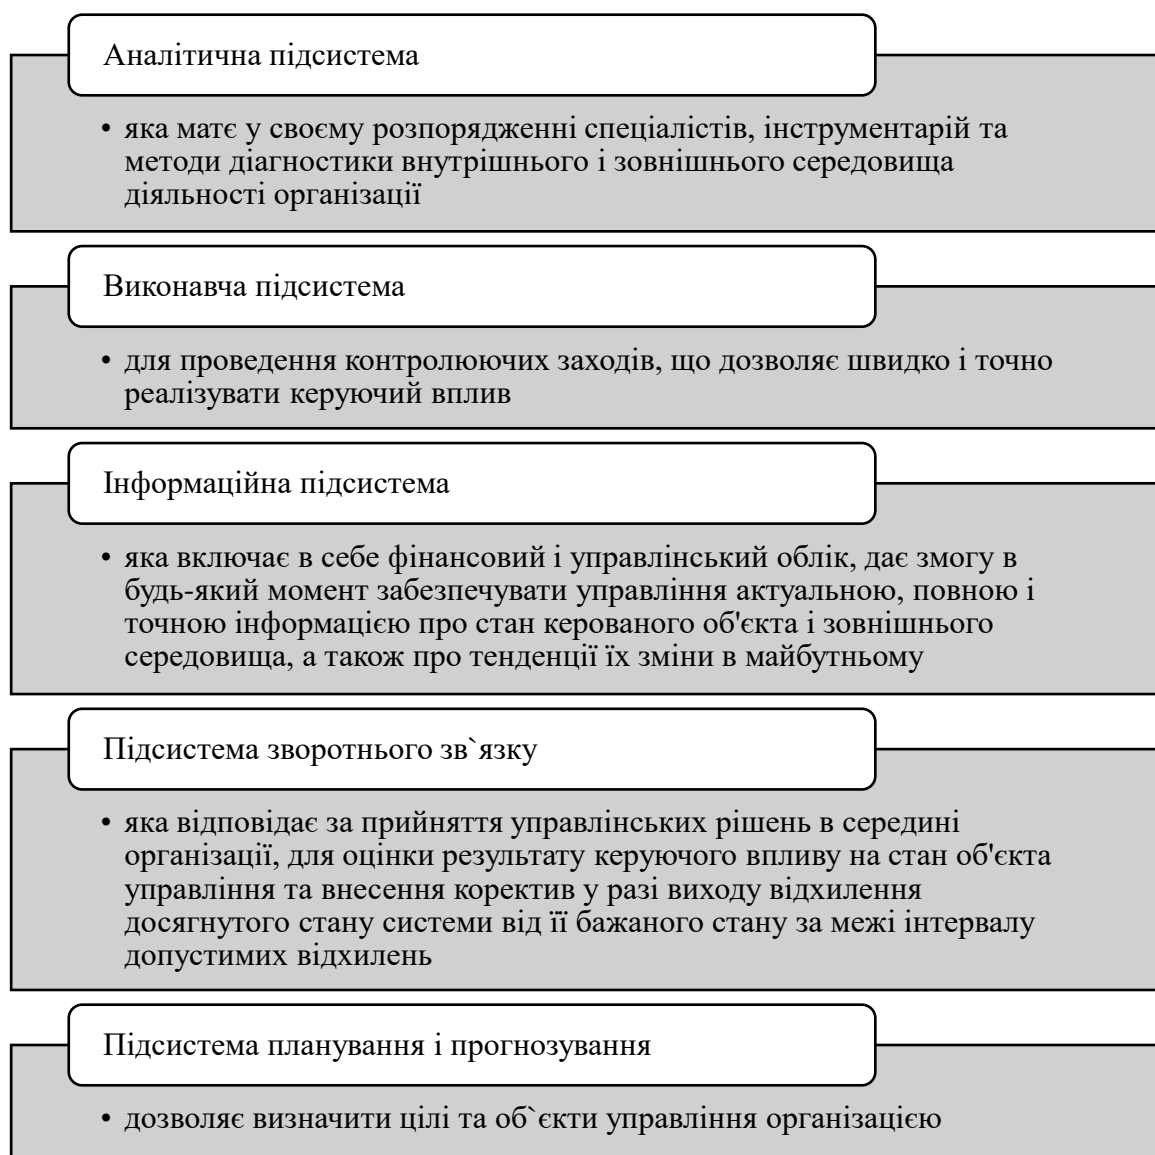 Аналітична підсистема
• яка матє у своєму розпорядженні спеціалістів, інструментарій та
методи діагностики внутрішнього і зовнішнього середовища
діяльності організації
Виконавча підсистема
• для проведення контролюючих заходів, що дозволяє швидко і точно
реалізувати керуючий вплив
Інформаційна підсистема
• яка включає в себе фінансовий і управлінський облік, дає змогу в
будь-який момент забезпечувати управління актуальною, повною і
точною інформацією про стан керованого об'єкта і зовнішнього
середовища, а також про тенденції їх зміни в майбутньому
Підсистема зворотнього зв`язку
• яка відповідає за прийняття управлінських рішень в середині
організації, для оцінки результату керуючого впливу на стан об'єкта
управління та внесення коректив у разі виходу відхилення
досягнутого стану системи від її бажаного стану за межі інтервалу
допустимих відхилень
Підсистема планування і прогнозування
• дозволяє визначити цілі та об`єкти управління організацією